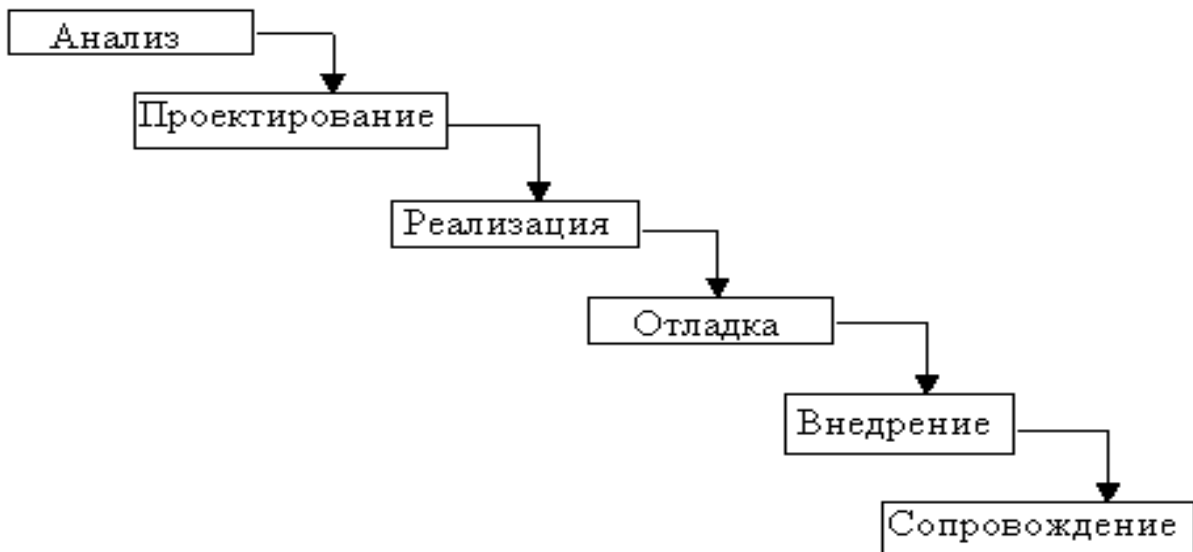 Анализ
Проектирование
Реализация
Отладка
Внедрение
Сопровождение